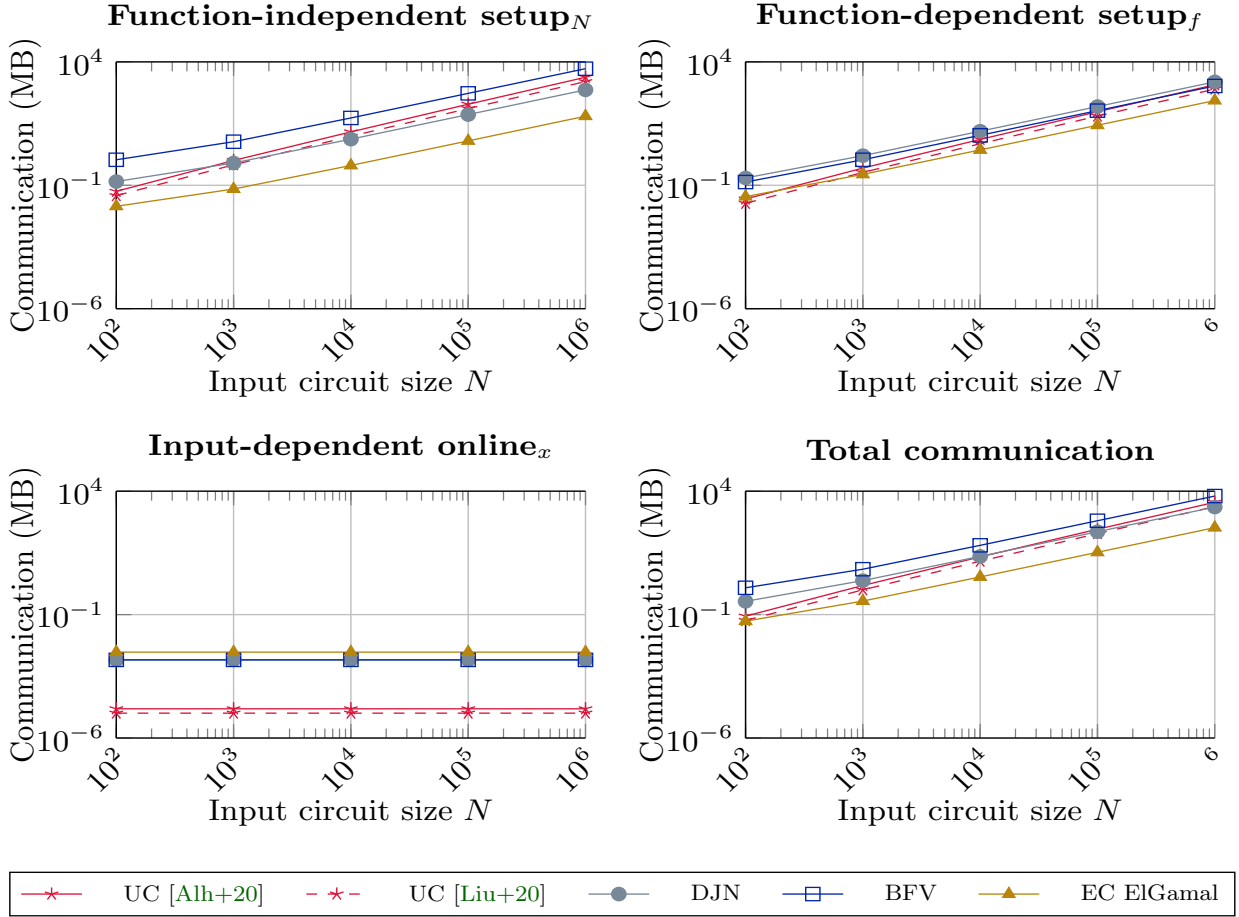 Function-independent setup_N
Function-dependent setup_f
Communication (MB)
10^4
10^-1
10^-6
10^2
10^3
10^4
10^5
10^6
Input circuit size N
Communication (MB)
10^4
10^-1
10^-6
10^2
10^3
10^4
10^5
6
Input circuit size N
Input-dependent online_x
Total communication
Communication (MB)
10^4
10^-1
10^-6
10^2
10^3
10^4
10^5
10^6
Input circuit size N
Communication (MB)
10^4
10^-1
10^-6
10^2
10^3
10^4
10^5
6
Input circuit size N
UC [Alh+20] UC [Liu+20] DJN BFV EC ElGamal